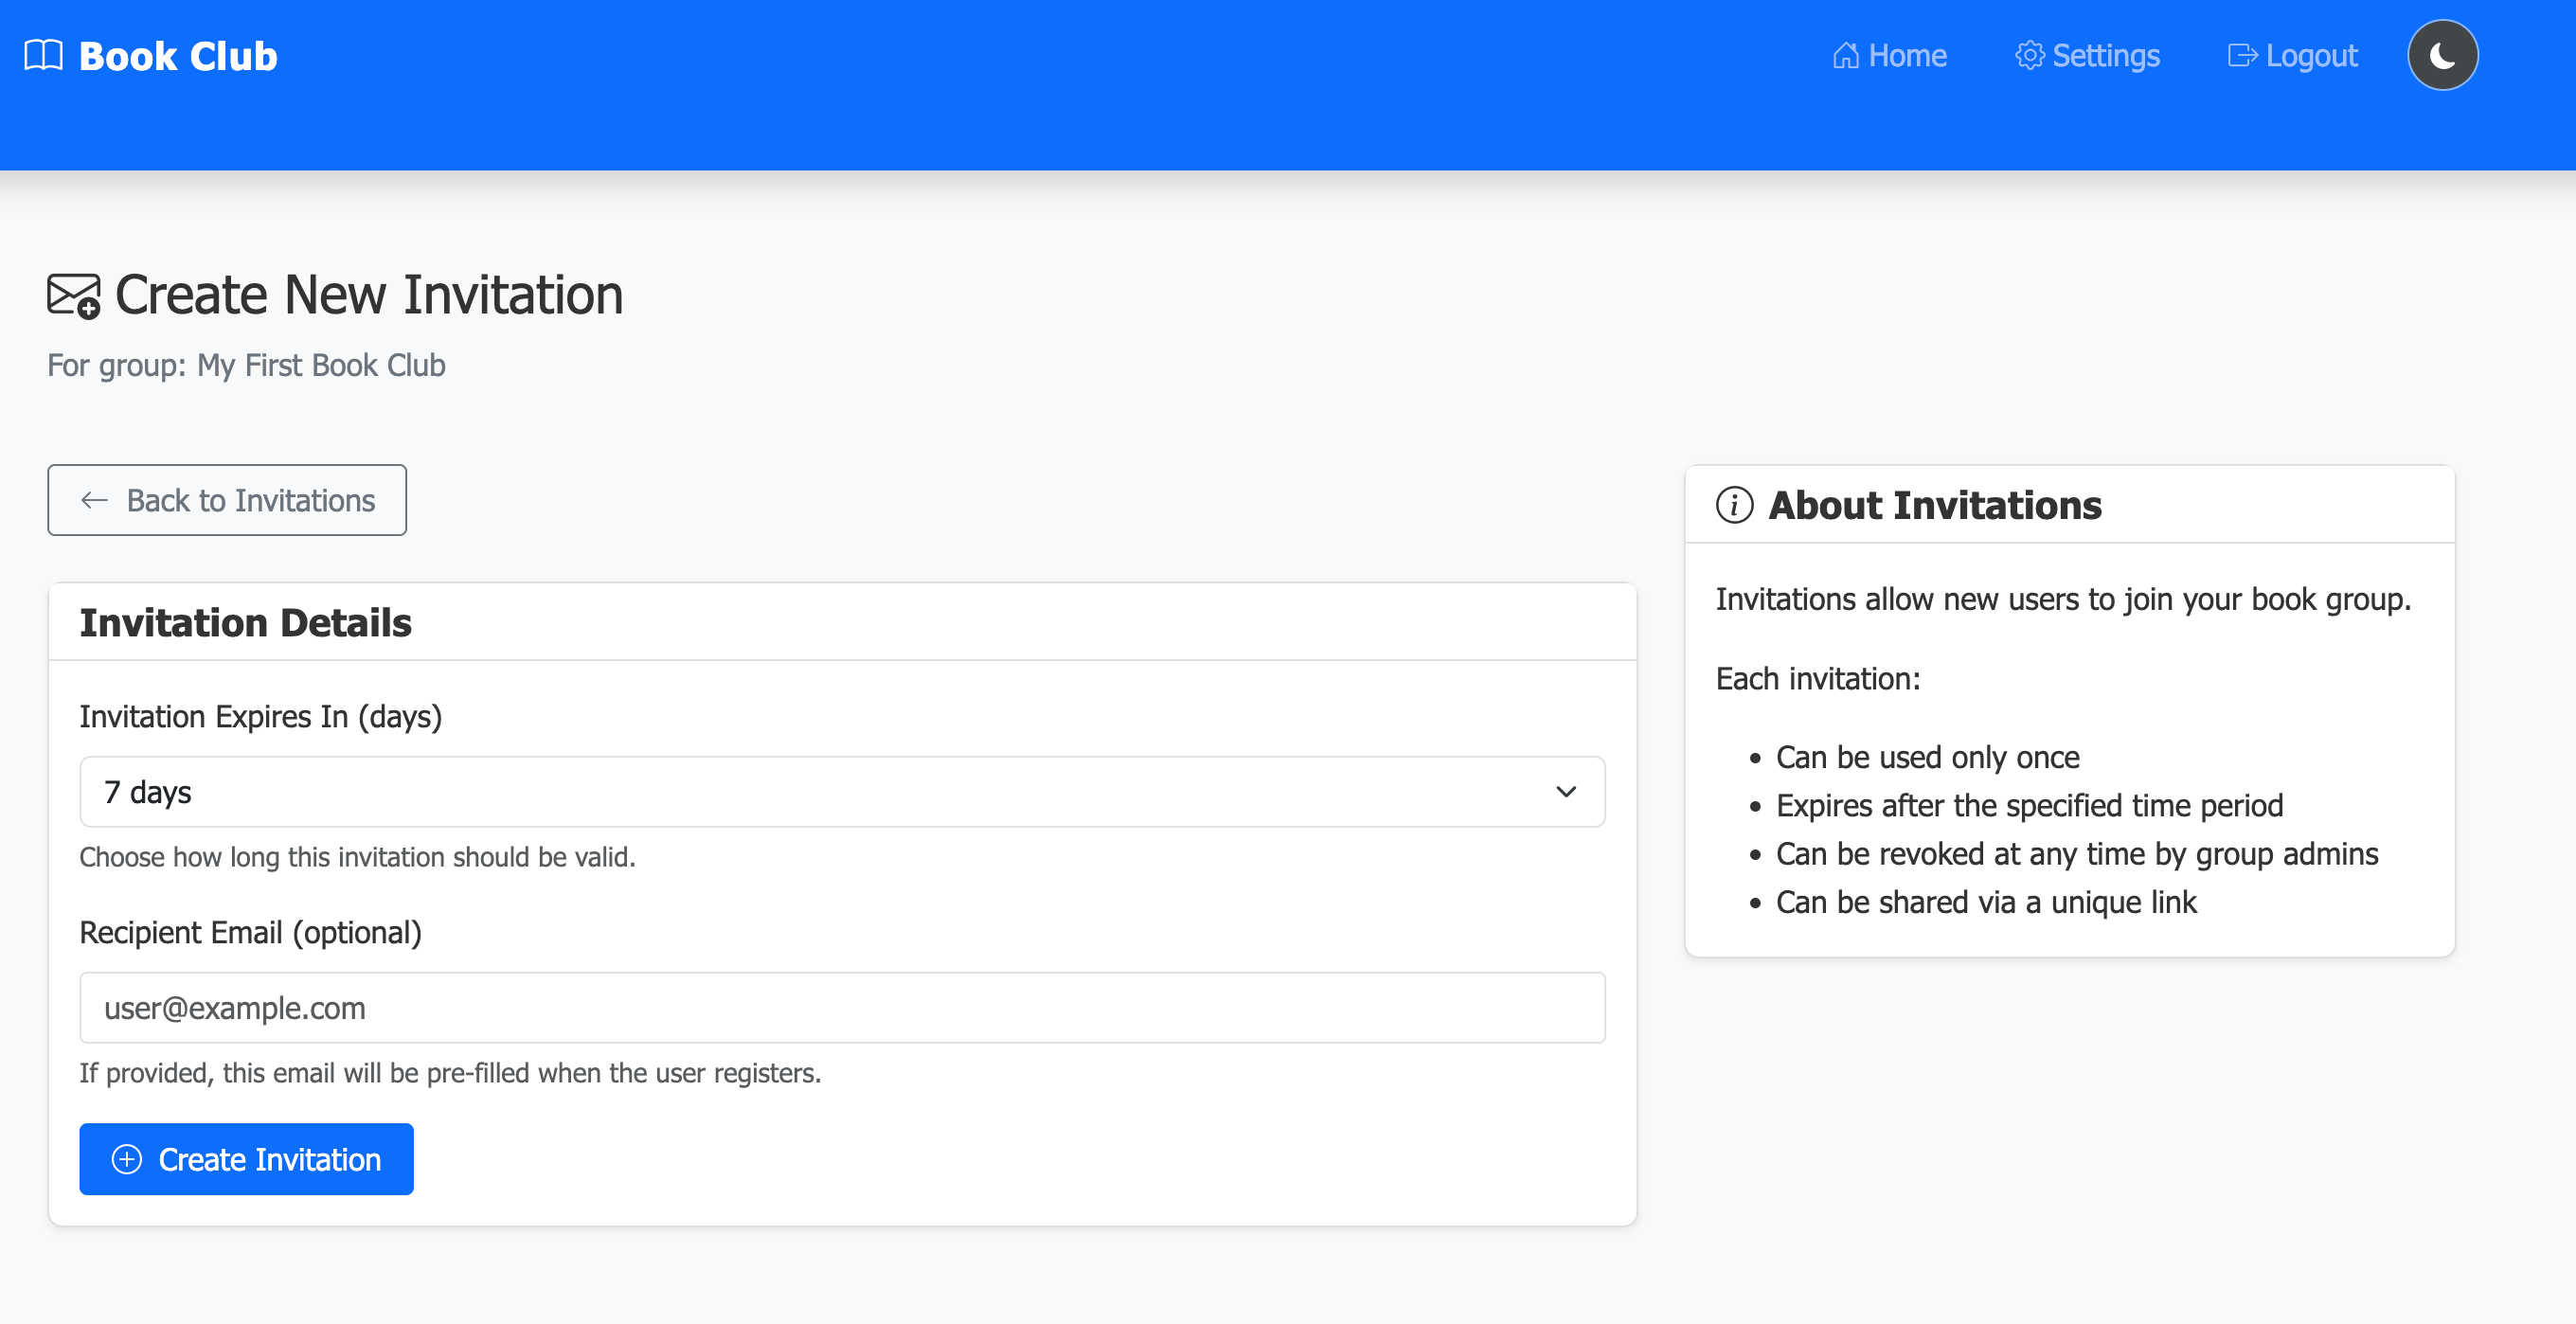 Book Club
Home
Settings
Logout
Create New Invitation
For group: My First Book Club
Back to Invitations
Invitation Details
Invitation Expires In (days)
7 days
Choose how long this invitation should be valid.
Recipient Email (optional)
user@example.com
If provided, this email will be pre-filled when the user registers.
Create Invitation
About Invitations
Invitations allow new users to join your book group.
Each invitation:
• Can be used only once
• Expires after the specified time period
• Can be revoked at any time by group admins
• Can be shared via a unique link